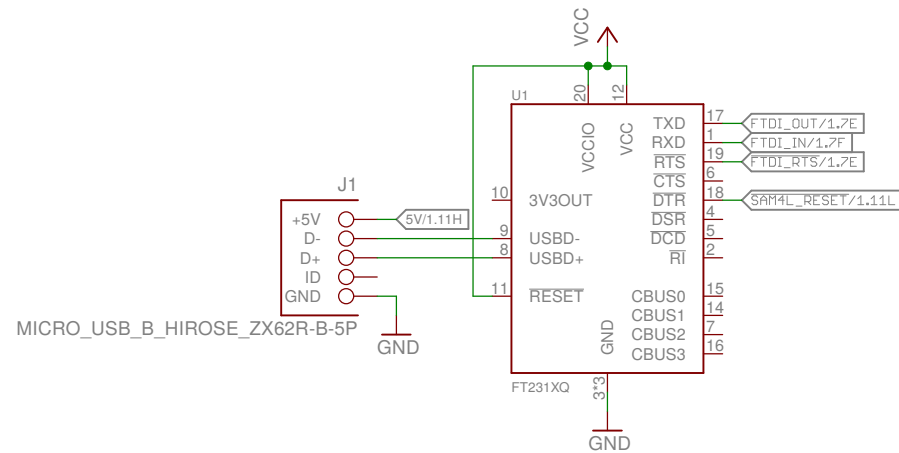 VCC
U1
20
12
VCCIO
VCC
TXD
17
FTDI_OUT/1.7E
RXD
1
FTDI_IN/1.7F
RTS
19
FTDI_RTS/1.7E
CTS
6
DTR
18
SAM4L_RESET/1.11L
DSR
4
DCD
5
RI
2
CBUS0
15
CBUS1
14
CBUS2
7
CBUS3
16
10
3V3OUT
9
USBD-
8
USBD+
11
RESET
GND
3*3
FT231XQ
GND
J1
+5V
5V/1.11H
D-
D+
ID
GND
MICRO_USB_B_HIROSE_ZX62R-B-5P
GND